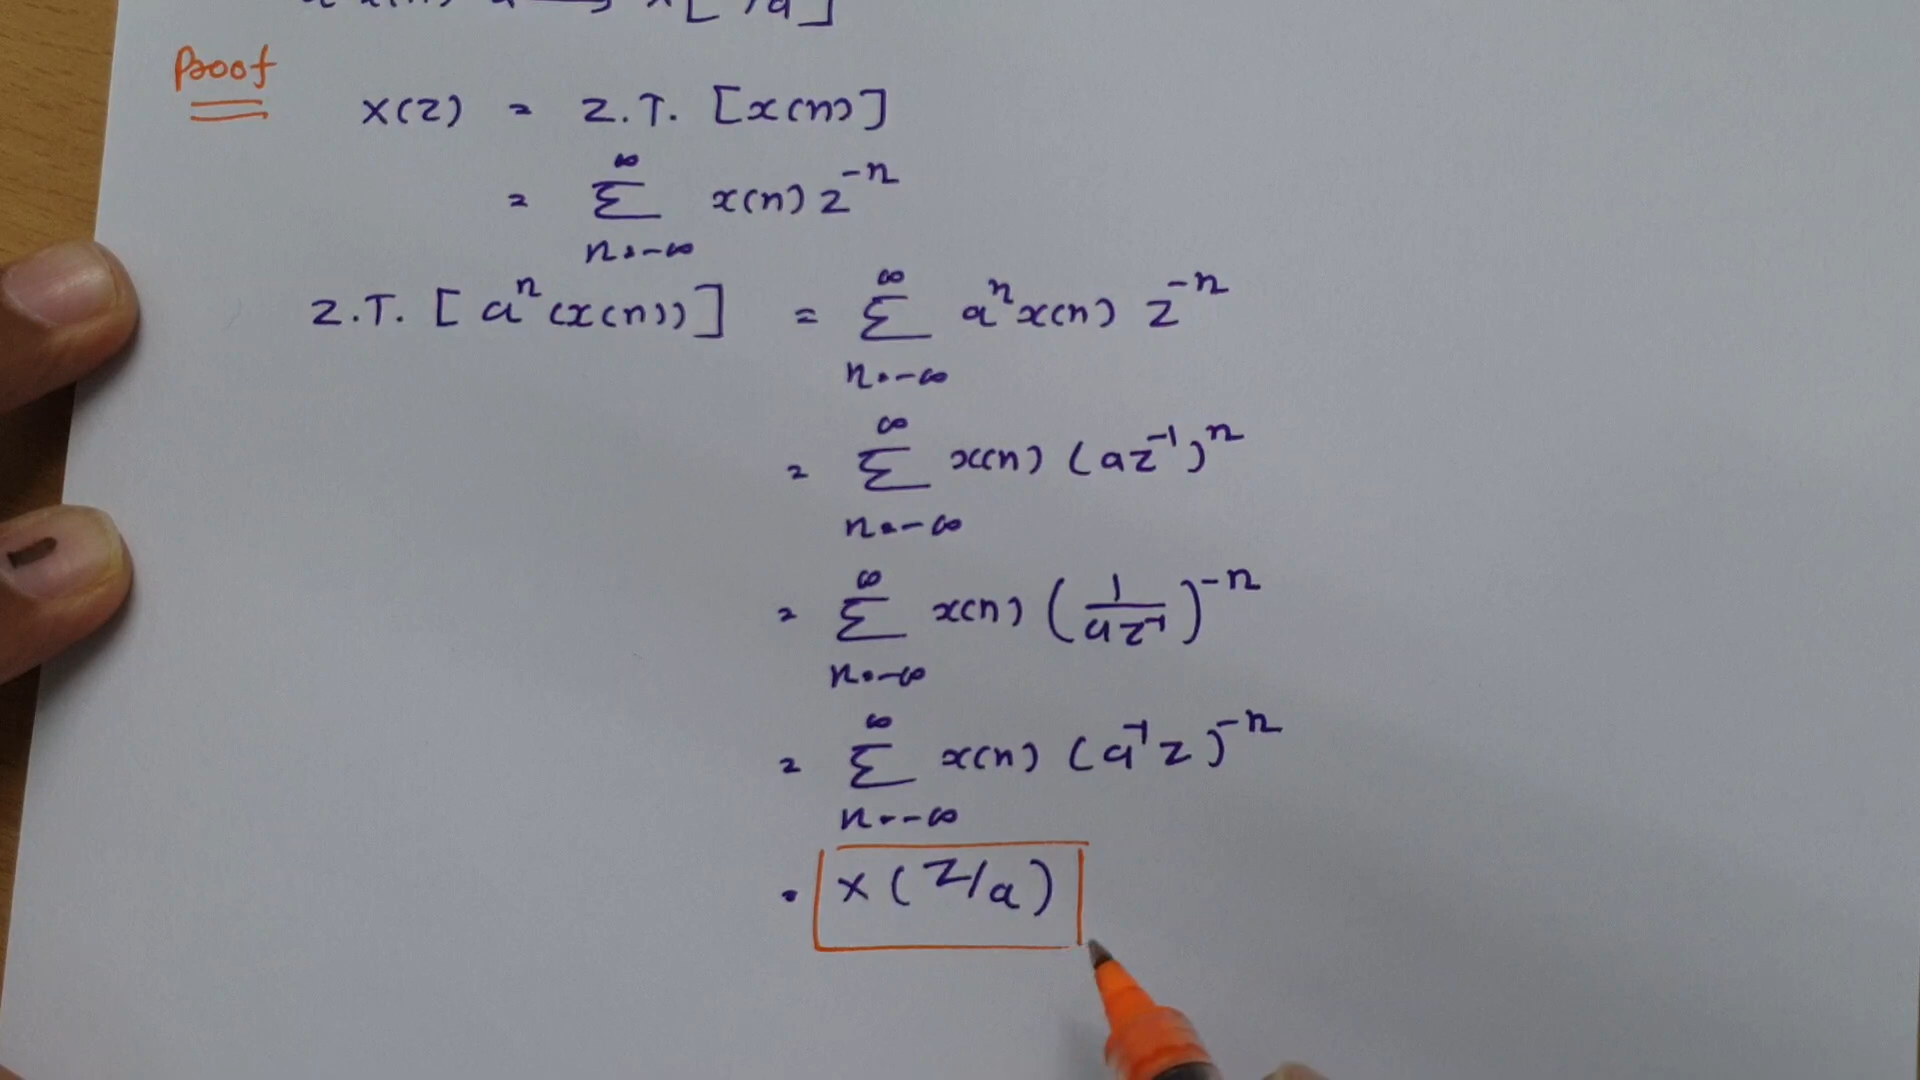 x[z/a]
Proof
X(Z) = Z.T. [x(n)]
= ∞ Σ n=-∞ x(n) z^-n
Z.T. [a^n (x(n))] = ∞ Σ n=-∞ a^n x(n) z^-n
= ∞ Σ n=-∞ x(n) (az^-1)^n
= ∞ Σ n=-∞ x(n) (1/az^-1)^-n
= ∞ Σ n=-∞ x(n) (a^-1 z)^-n
= X(Z/a)